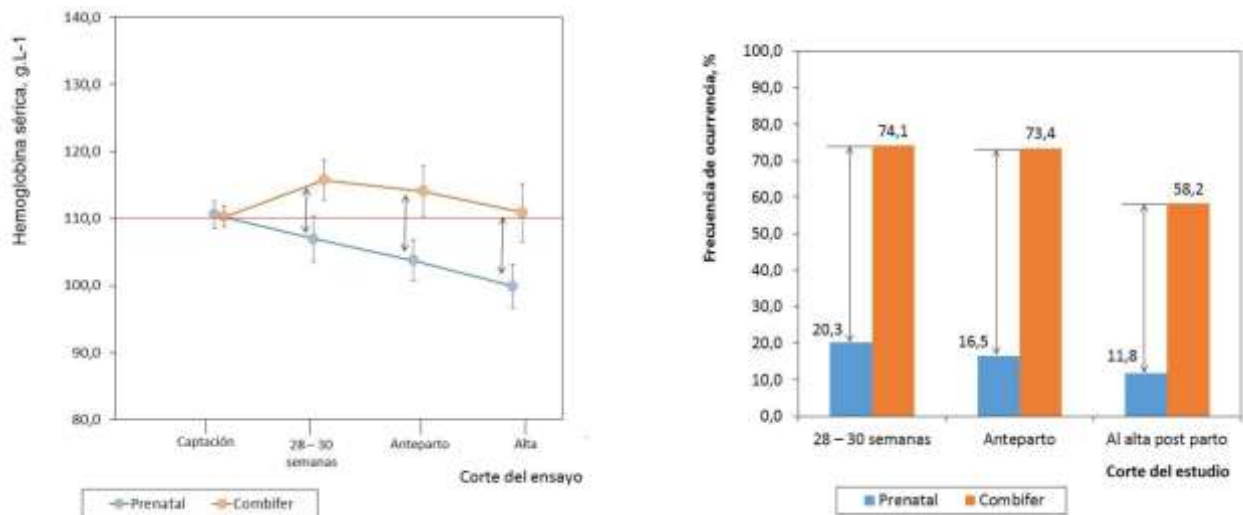 Hemoglobina sérica, g.L-1
140,0
130,0
120,0
110,0
100,0
90,0
80,0
Captación
28 – 30
semanas
Anteparto
Alta
Corte del ensayo
Prenatal
Combifer
Frecuencia de ocurrencia, %
100,0
90,0
80,0
70,0
60,0
50,0
40,0
30,0
20,0
10,0
0,0
74,1
73,4
58,2
20,3
16,5
11,8
28 – 30 semanas
Anteparto
Al alta post parto
Corte del estudio
Prenatal
Combifer